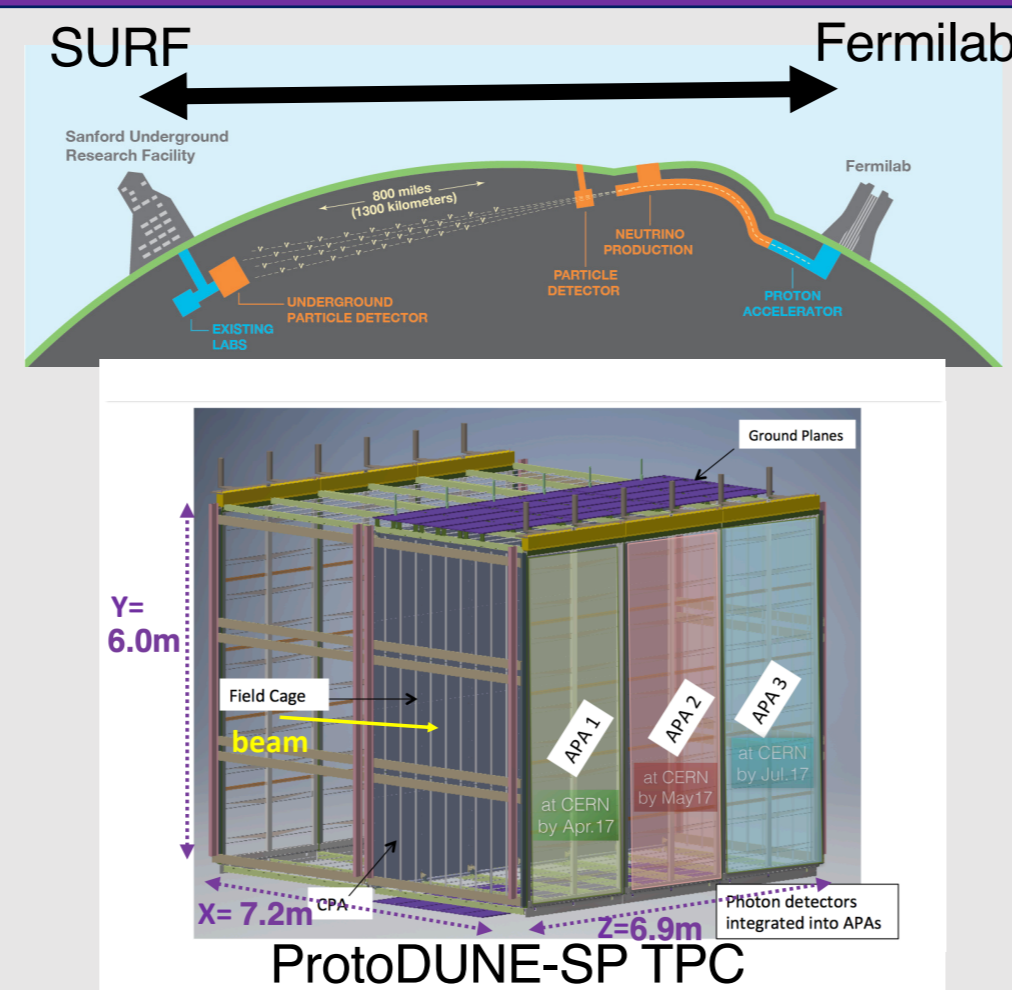 SURF
Fermilab
Sanford Underground
Research Facility
Fermilab
800 miles
(1300 kilometers)
NEUTRINO
PRODUCTION
PARTICLE
DETECTOR
PROTON
ACCELERATOR
UNDERGROUND
PARTICLE DETECTOR
EXISTING
LABS
Ground Planes
Y=
6.0m
Field Cage
beam
APA 1
APA 2
APA 3
at CERN
by Apr.17
at CERN
by May17
at CERN
by Jul.17
CPA
X= 7.2m
Z=6.9m
Photon detectors
integrated into APAs
ProtoDUNE-SP TPC